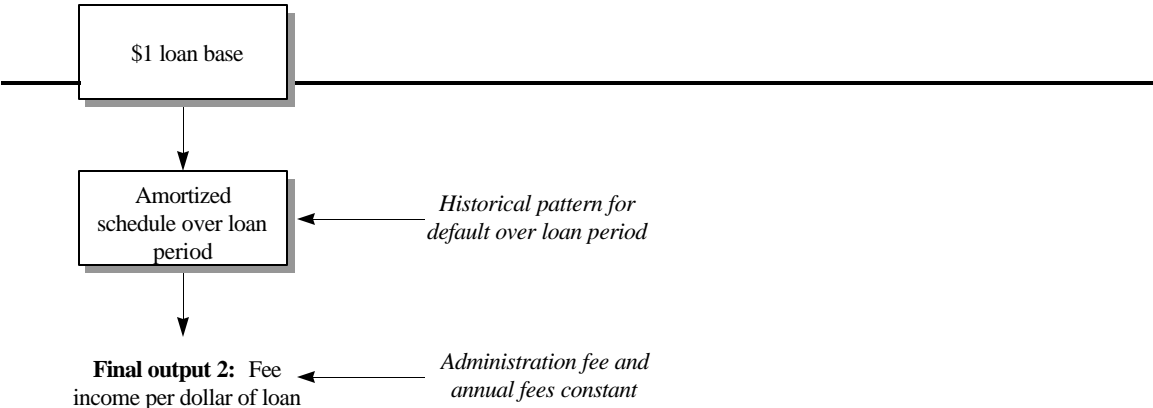 $1 loan base
Amortized
schedule over loan
period
Historical pattern for
default over loan period
Final output 2: Fee
income per dollar of loan
Administration fee and
annual fees constant